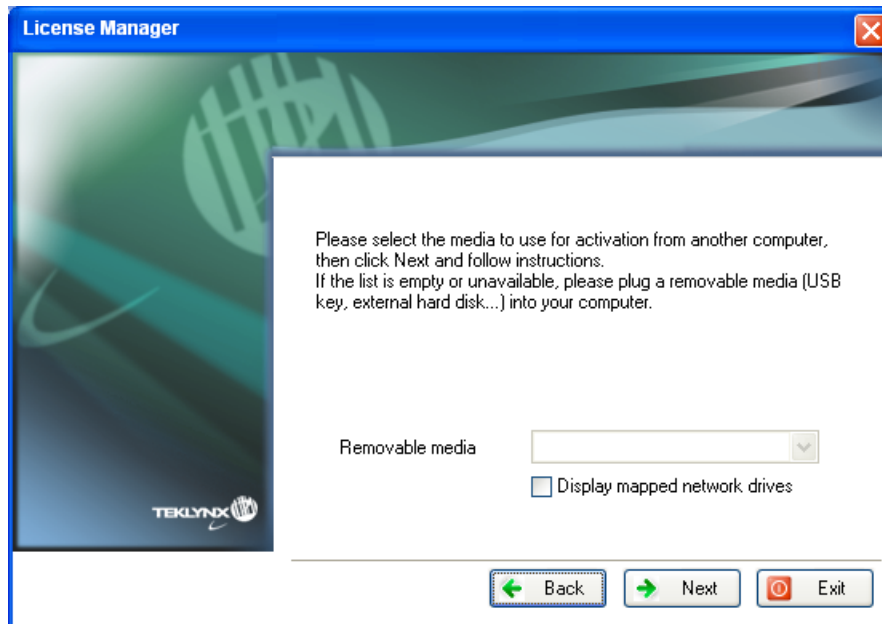 License Manager
Please select the media to use for activation from another computer,
then click Next and follow instructions.
If the list is empty or unavailable, please plug a removable media (USB
key, external hard disk...) into your computer.
Removable media
Display mapped network drives
TEKLYNX
Back
Next
Exit